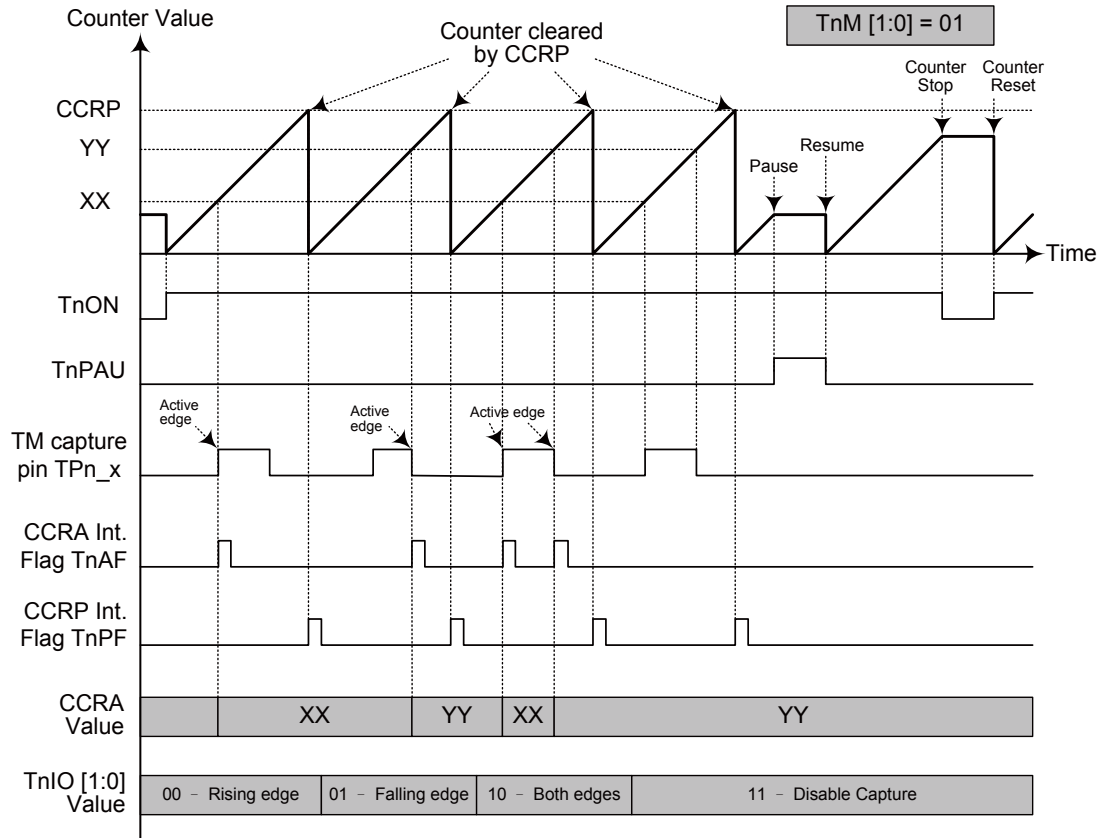 Counter Value
TnM [1:0] = 01
Counter cleared
by CCRP
Counter
Stop
Counter
Reset
CCRP
YY
XX
Pause
Resume
Time
TnON
TnPAU
Active
edge
Active
edge
Active edge
TM capture
pin TPn_x
CCRA Int.
Flag TnAF
CCRP Int.
Flag TnPF
CCRA
Value
XX
YY
XX
YY
TnIO [1:0]
Value
00 – Rising edge
01 – Falling edge
10 – Both edges
11 – Disable Capture